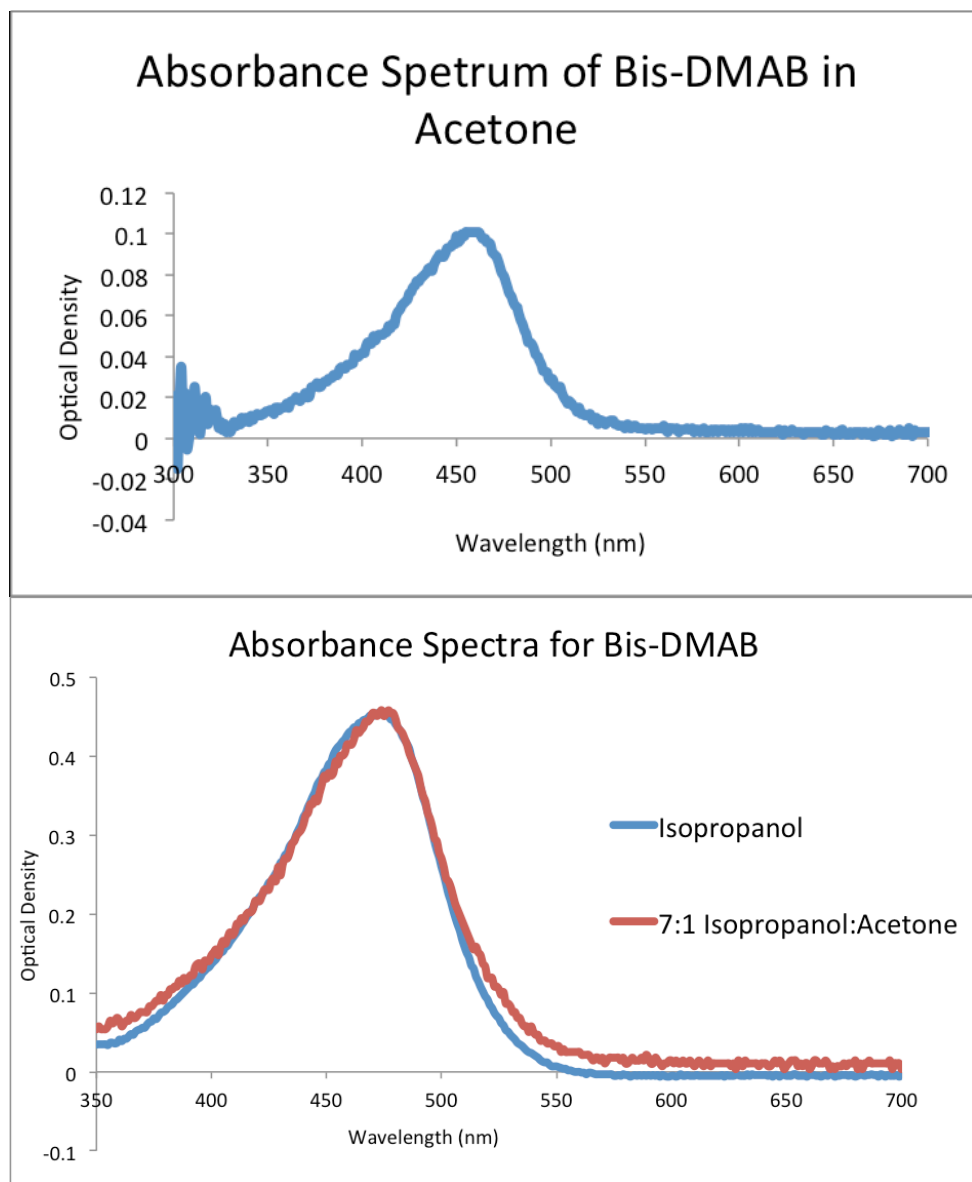 Absorbance Spetrum of Bis-DMAB in
Acetone
0.12
0.1
0.08
0.06
0.04
0.02
0
-0.02
-0.04
Optical Density
300 350 400 450 500 550 600 650 700
Wavelength (nm)
Absorbance Spectra for Bis-DMAB
0.5
0.4
0.3
0.2
0.1
0
-0.1
Optical Density
Isopropanol
7:1 Isopropanol:Acetone
350 400 450 500 550 600 650 700
Wavelength (nm)